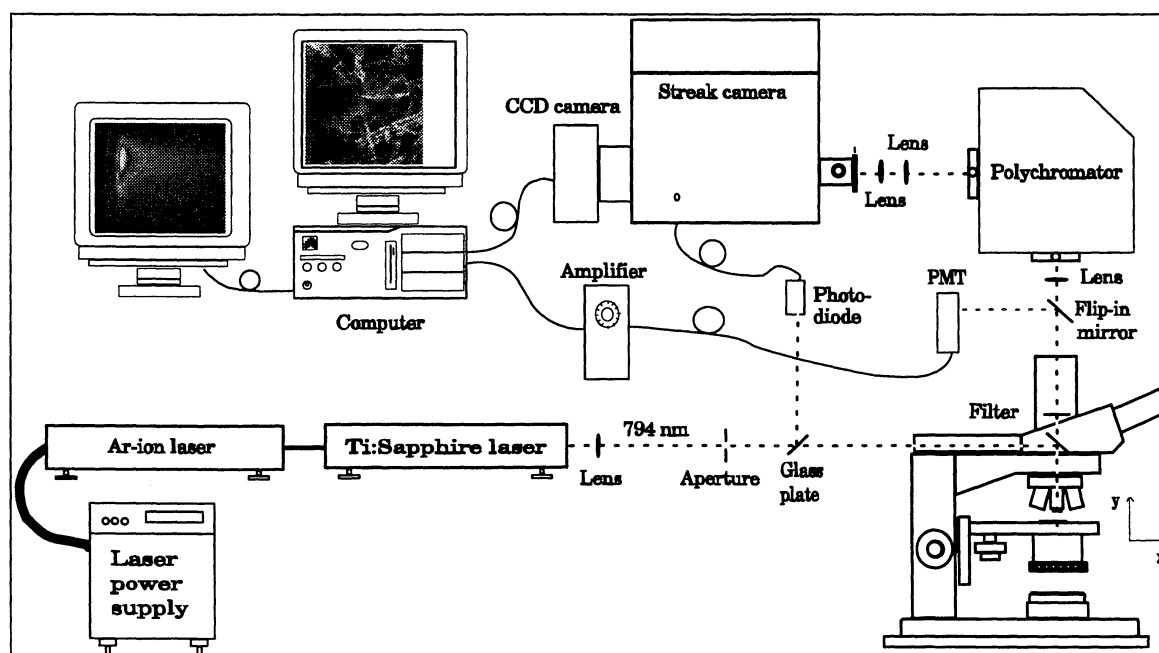 Streak camera
CCD camera
Lens
Lens
Polychromator
Computer
Amplifier
Photo-
diode
PMT
Lens
Flip-in
mirror
Filter
Ar-ion laser
Ti:Sapphire laser
794 nm
Lens
Aperture
Glass
plate
y
x
Laser
power
supply